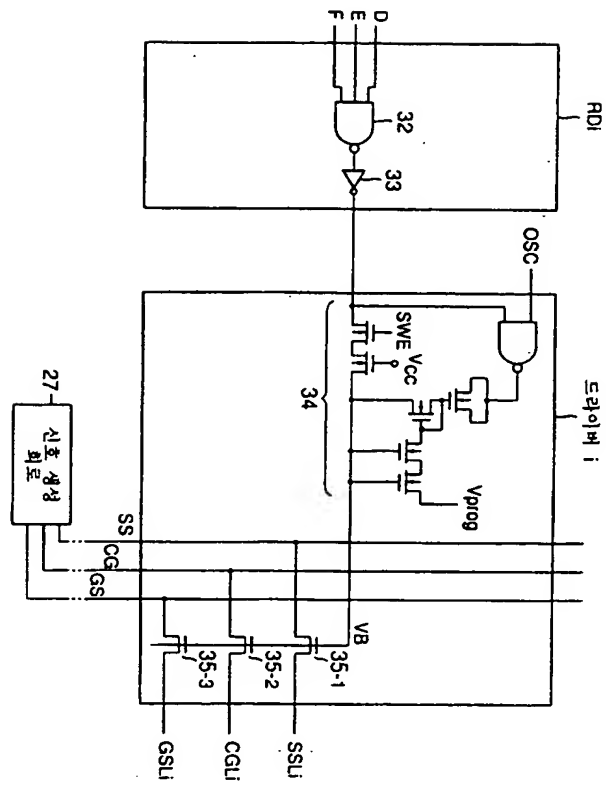 F
E
D
32
33
RDi
OSC
드라이버 i
SWE
Vcc
34
Vprog
27
신호 생성
회로
SS
CG
GS
VB
35-1
35-2
35-3
SSLi
CGLi
GSLi